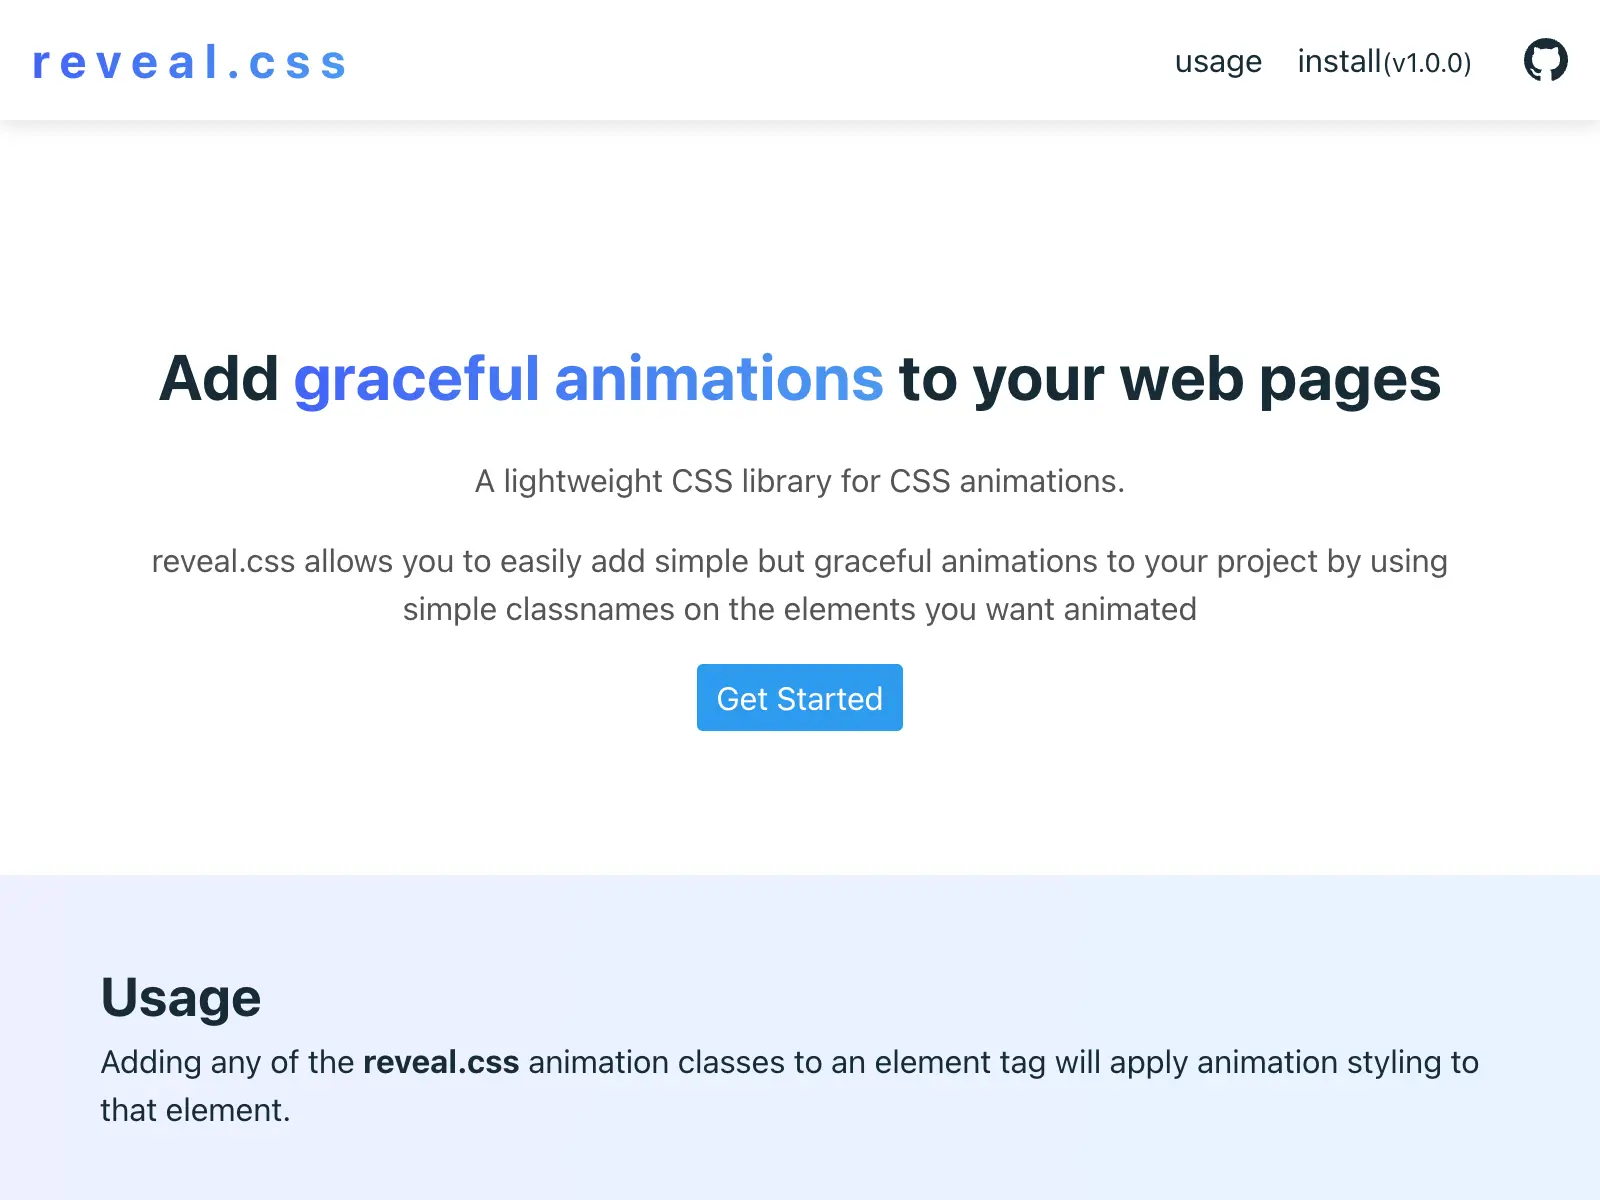 reveal.css
usage install(v1.0.0)
Add graceful animations to your web pages
A lightweight CSS library for CSS animations.
reveal.css allows you to easily add simple but graceful animations to your project by using
simple classnames on the elements you want animated
Get Started
Usage
Adding any of the reveal.css animation classes to an element tag will apply animation styling to
that element.